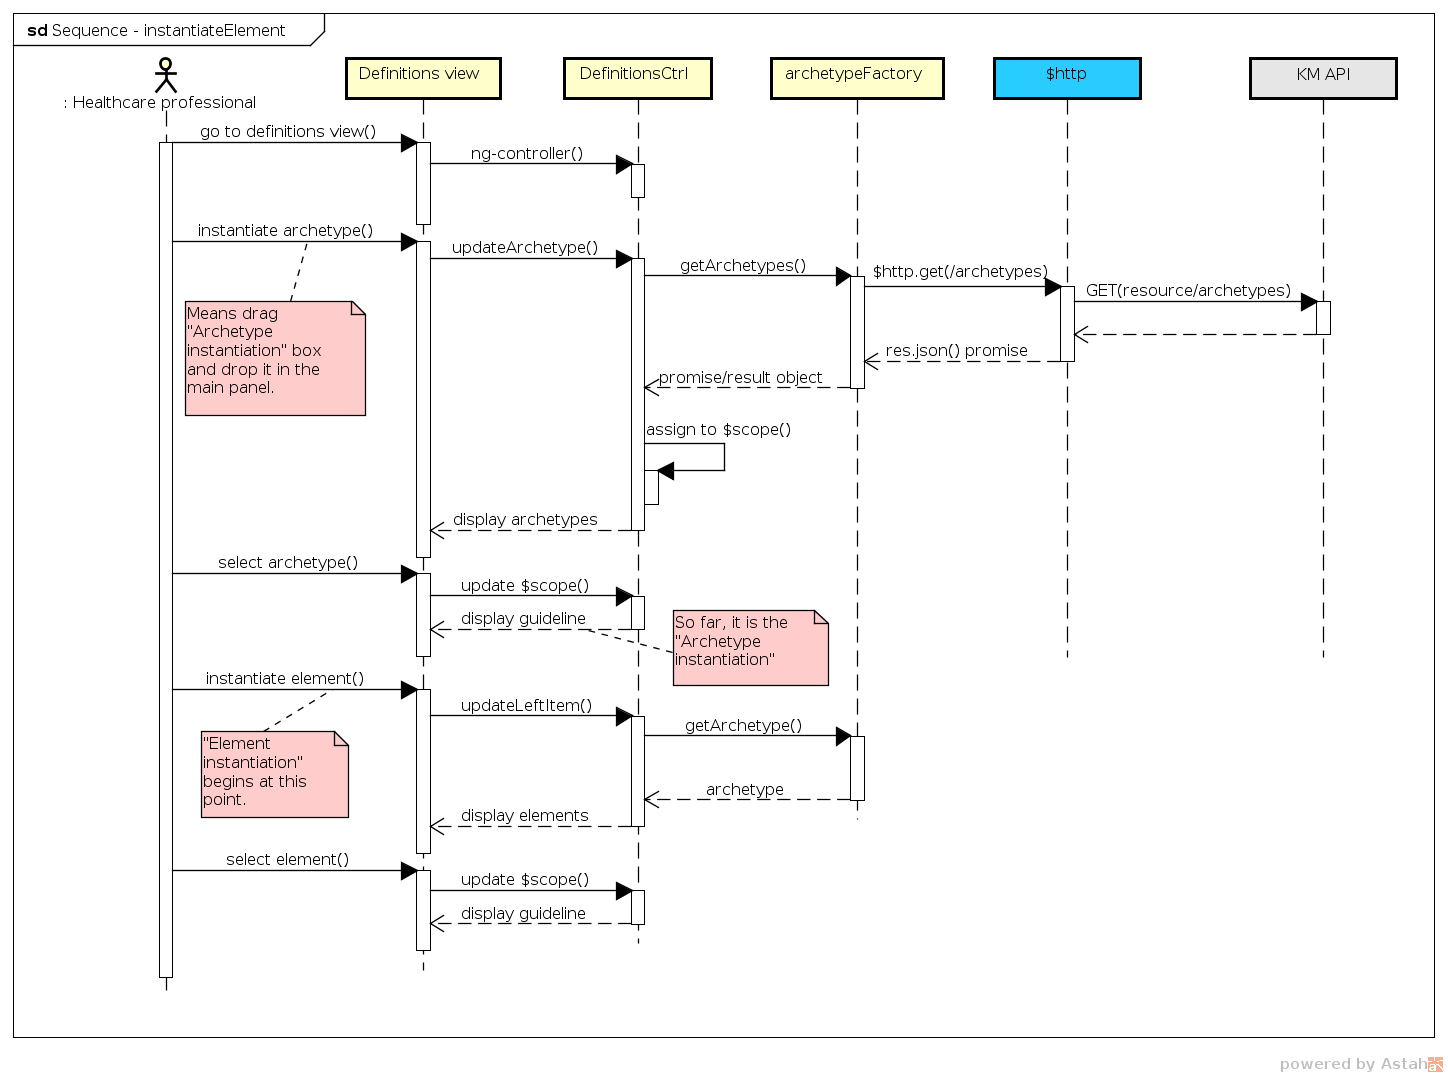 sd Sequence - instantiateElement
: Healthcare professional
Definitions view
DefinitionsCtrl
archetypeFactory
$http
KM API
go to definitions view()
ng-controller()
instantiate archetype()
updateArchetype()
getArchetypes()
$http.get(/archetypes)
GET(resource/archetypes)
Means drag
"Archetype
instantiation" box
and drop it in the
main panel.
res.json() promise
promise/result object
assign to $scope()
display archetypes
select archetype()
update $scope()
display guideline
So far, it is the
"Archetype
instantiation"
instantiate element()
updateLeftItem()
getArchetype()
"Element
instantiation"
begins at this
point.
archetype
display elements
select element()
update $scope()
display guideline
powered by Astah